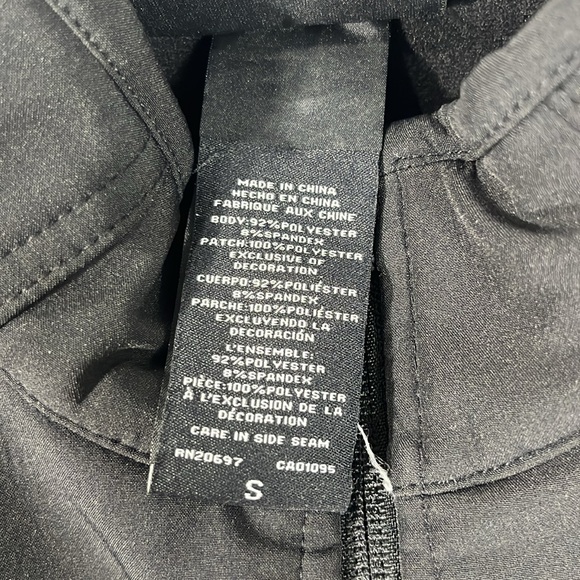 MADE IN CHINA
HECHO EN CHINA
FABRIQUÉ AUX CHINE
BODY:92%POLYESTER
8%SPANDEX
PATCH:100%POLYESTER
EXCLUSIVE OF
DECORATION
CUERPO:92%POLIÉSTER
8%SPANDEX
PARCHE:100%POLIÉSTER
EXCLUYENDO LA
DECORACIÓN
L'ENSEMBLE:
92%POLYESTER
8%SPANDEX
PIÈCE:100%POLYESTER
À L'EXCLUSION DE LA
DÉCORATION
CARE IN SIDE SEAM
RN20697 CA01095
S